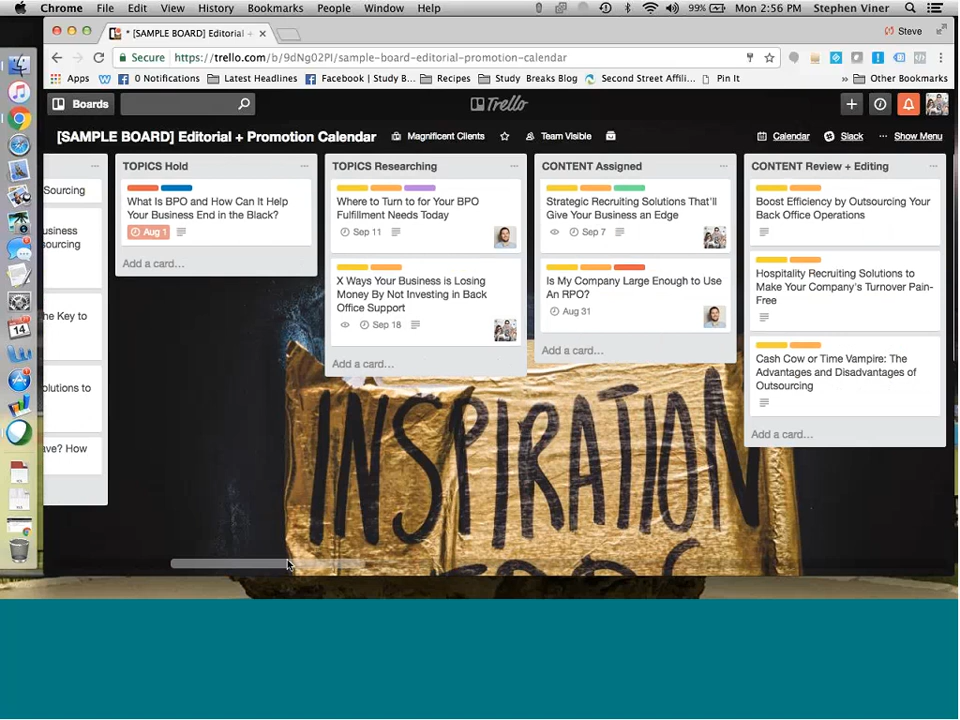 Chrome File Edit View History Bookmarks People Window Help 99% Mon 2:56 PM Stephen Viner
* [SAMPLE BOARD] Editorial + Steve
Secure https://trello.com/b/9dNg02PI/sample-board-editorial-promotion-calendar
Apps 0 Notifications Latest Headlines Facebook | Study B... Recipes Study Breaks Blog Second Street Affili... Pin It » Other Bookmarks
Boards Trello
[SAMPLE BOARD] Editorial + Promotion Calendar Magnificent Clients Team Visible Calendar Slack ... Show Menu
Sourcing
usiness
sourcing
he Key to
olutions to
ave? How
TOPICS Hold
What Is BPO and How Can It Help
Your Business End in the Black?
Aug 1
Add a card...
TOPICS Researching
Where to Turn to for Your BPO
Fulfillment Needs Today
Sep 11
X Ways Your Business is Losing
Money By Not Investing in Back
Office Support
Sep 18
Add a card...
CONTENT Assigned
Strategic Recruiting Solutions That'll
Give Your Business an Edge
Sep 7
Is My Company Large Enough to Use
An RPO?
Aug 31
Add a card...
CONTENT Review + Editing
Boost Efficiency by Outsourcing Your
Back Office Operations
Hospitality Recruiting Solutions to
Make Your Company's Turnover Pain-
Free
Cash Cow or Time Vampire: The
Advantages and Disadvantages of
Outsourcing
Add a card...
INSPIRATION
14